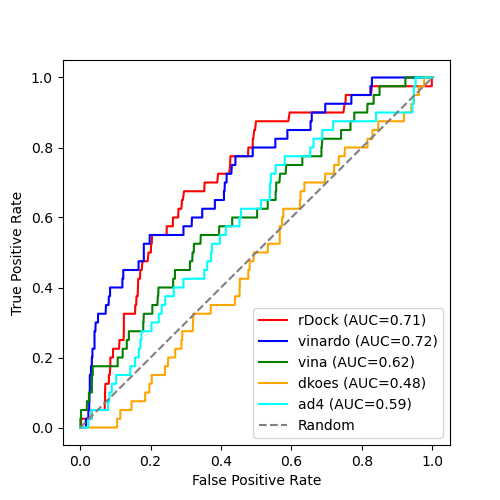 1.0
0.8
0.6
0.4
0.2
0.0
True Positive Rate
0.0 0.2 0.4 0.6 0.8 1.0
False Positive Rate
rDock (AUC=0.71)
vinardo (AUC=0.72)
vina (AUC=0.62)
dkoes (AUC=0.48)
ad4 (AUC=0.59)
Random